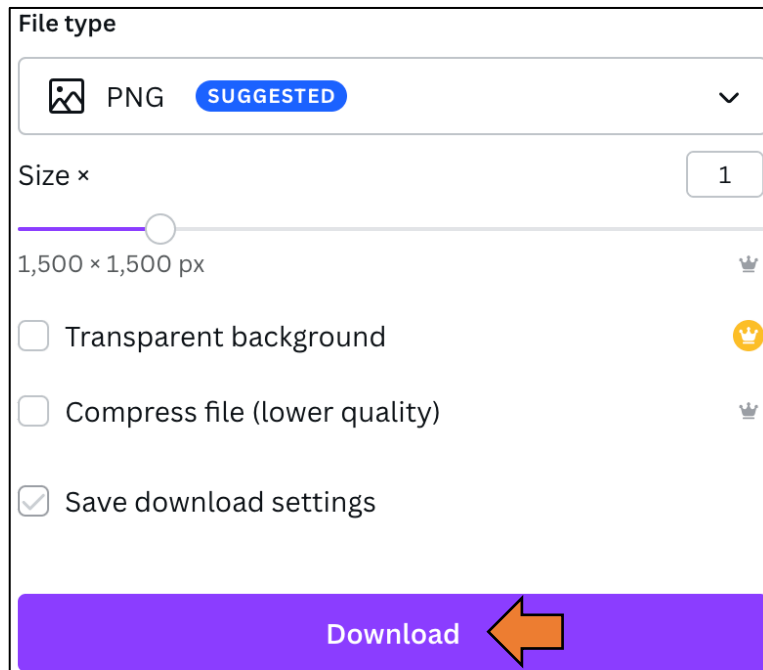 File type
PNG SUGGESTED
Size × 1
1,500 × 1,500 px
Transparent background
Compress file (lower quality)
Save download settings
Download